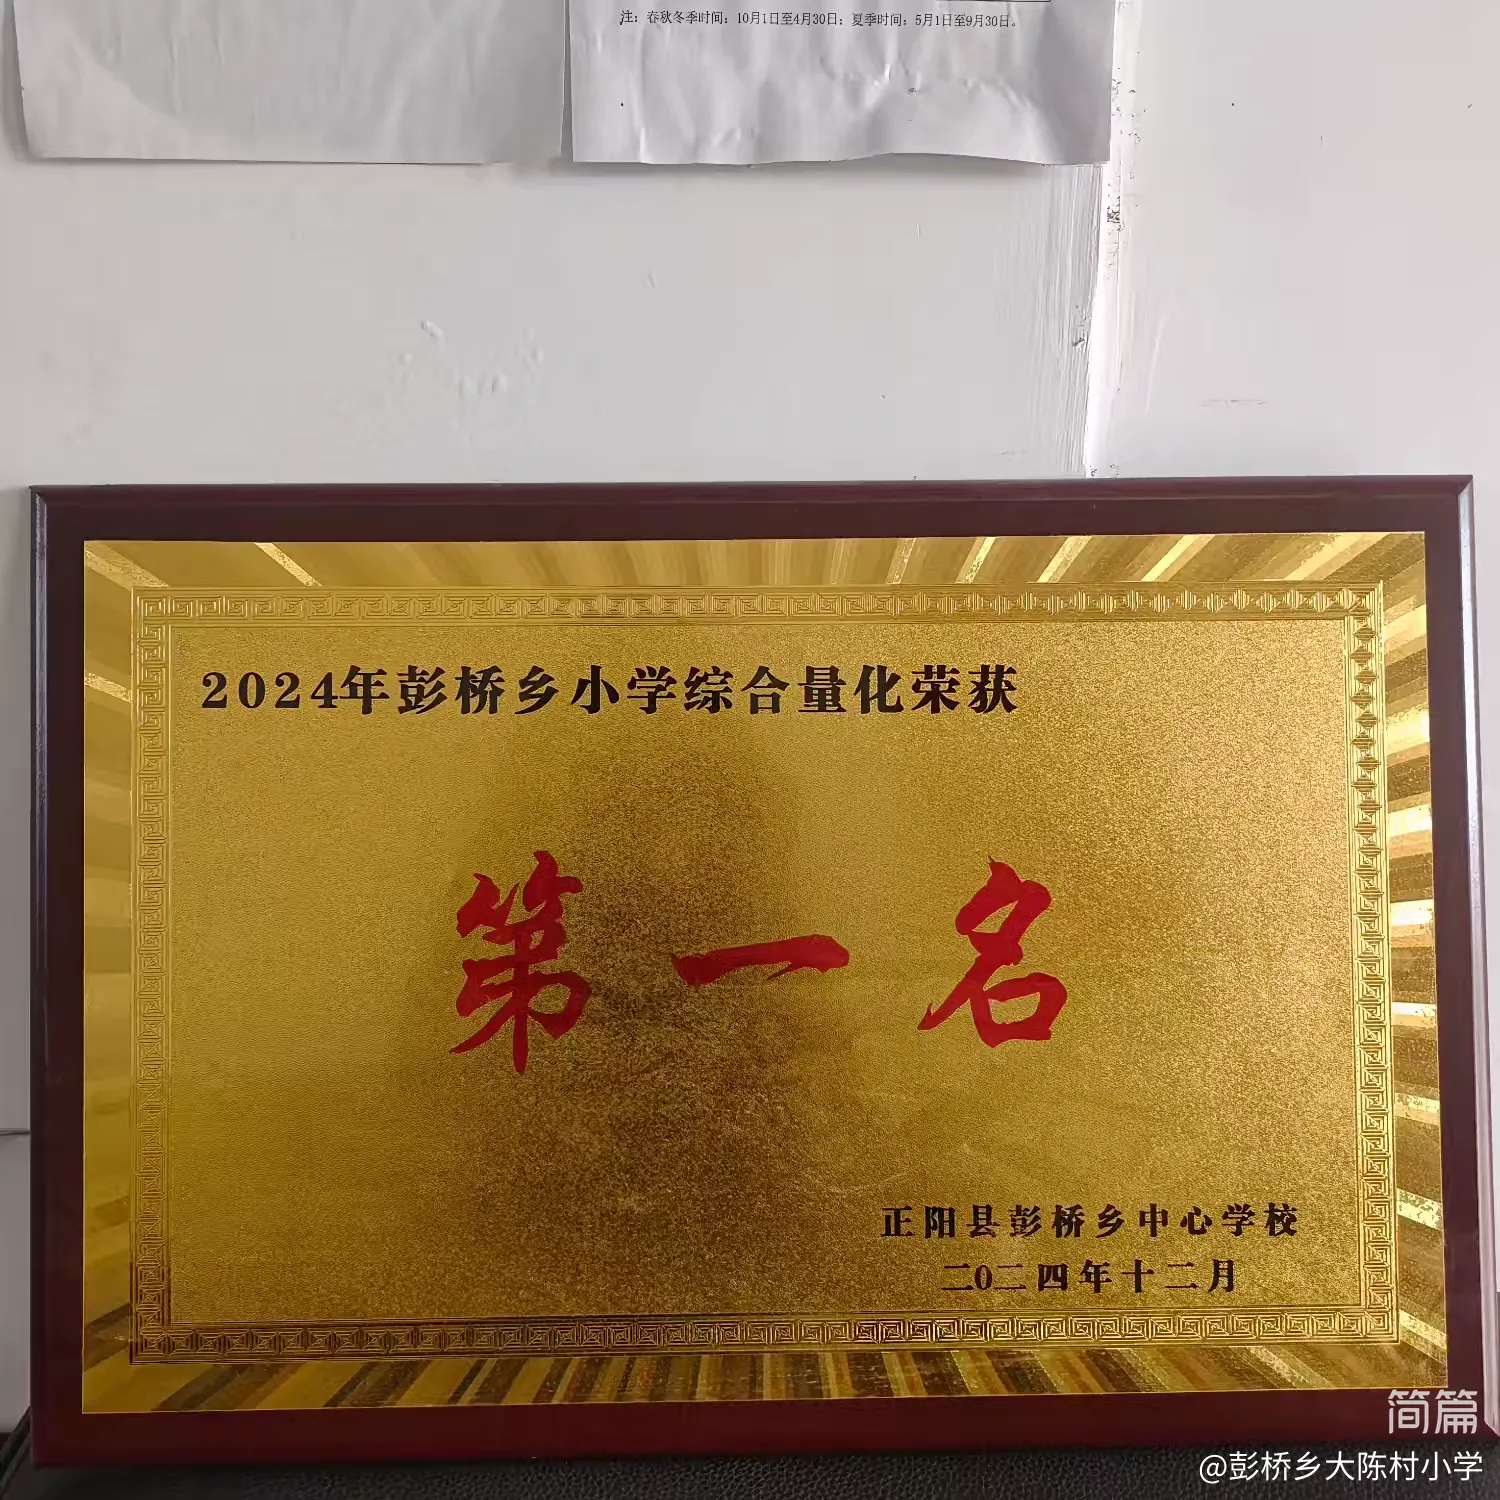 注：春秋冬季时间：10月1日至4月30日；夏季时间：5月1日至9月30日。
2024年彭桥乡小学综合量化荣获
第一名
正阳县彭桥乡中心学校
二0二四年十二月
简篇
@彭桥乡大陈村小学